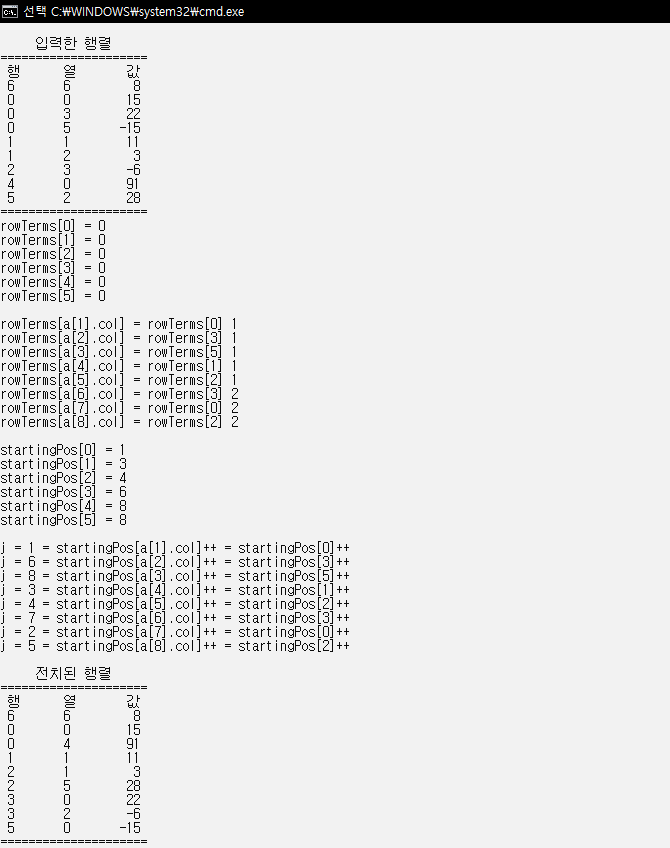 선택 C:₩WINDOWS₩system32₩cmd.exe
입력한 행렬
=====================
행 열 값
6 6 8
0 0 15
0 3 22
0 5 -15
1 1 11
1 2 3
2 3 -6
4 0 91
5 2 28
=====================
rowTerms[0] = 0
rowTerms[1] = 0
rowTerms[2] = 0
rowTerms[3] = 0
rowTerms[4] = 0
rowTerms[5] = 0
rowTerms[a[1].col] = rowTerms[0] 1
rowTerms[a[2].col] = rowTerms[3] 1
rowTerms[a[3].col] = rowTerms[5] 1
rowTerms[a[4].col] = rowTerms[1] 1
rowTerms[a[5].col] = rowTerms[2] 1
rowTerms[a[6].col] = rowTerms[3] 2
rowTerms[a[7].col] = rowTerms[0] 2
rowTerms[a[8].col] = rowTerms[2] 2
startingPos[0] = 1
startingPos[1] = 3
startingPos[2] = 4
startingPos[3] = 6
startingPos[4] = 8
startingPos[5] = 8
j = 1 = startingPos[a[1].col]++ = startingPos[0]++
j = 6 = startingPos[a[2].col]++ = startingPos[3]++
j = 8 = startingPos[a[3].col]++ = startingPos[5]++
j = 3 = startingPos[a[4].col]++ = startingPos[1]++
j = 4 = startingPos[a[5].col]++ = startingPos[2]++
j = 7 = startingPos[a[6].col]++ = startingPos[3]++
j = 2 = startingPos[a[7].col]++ = startingPos[0]++
j = 5 = startingPos[a[8].col]++ = startingPos[2]++
전치된 행렬
=====================
행 열 값
6 6 8
0 0 15
0 4 91
1 1 11
2 1 3
2 5 28
3 0 22
3 2 -6
5 0 -15
=====================